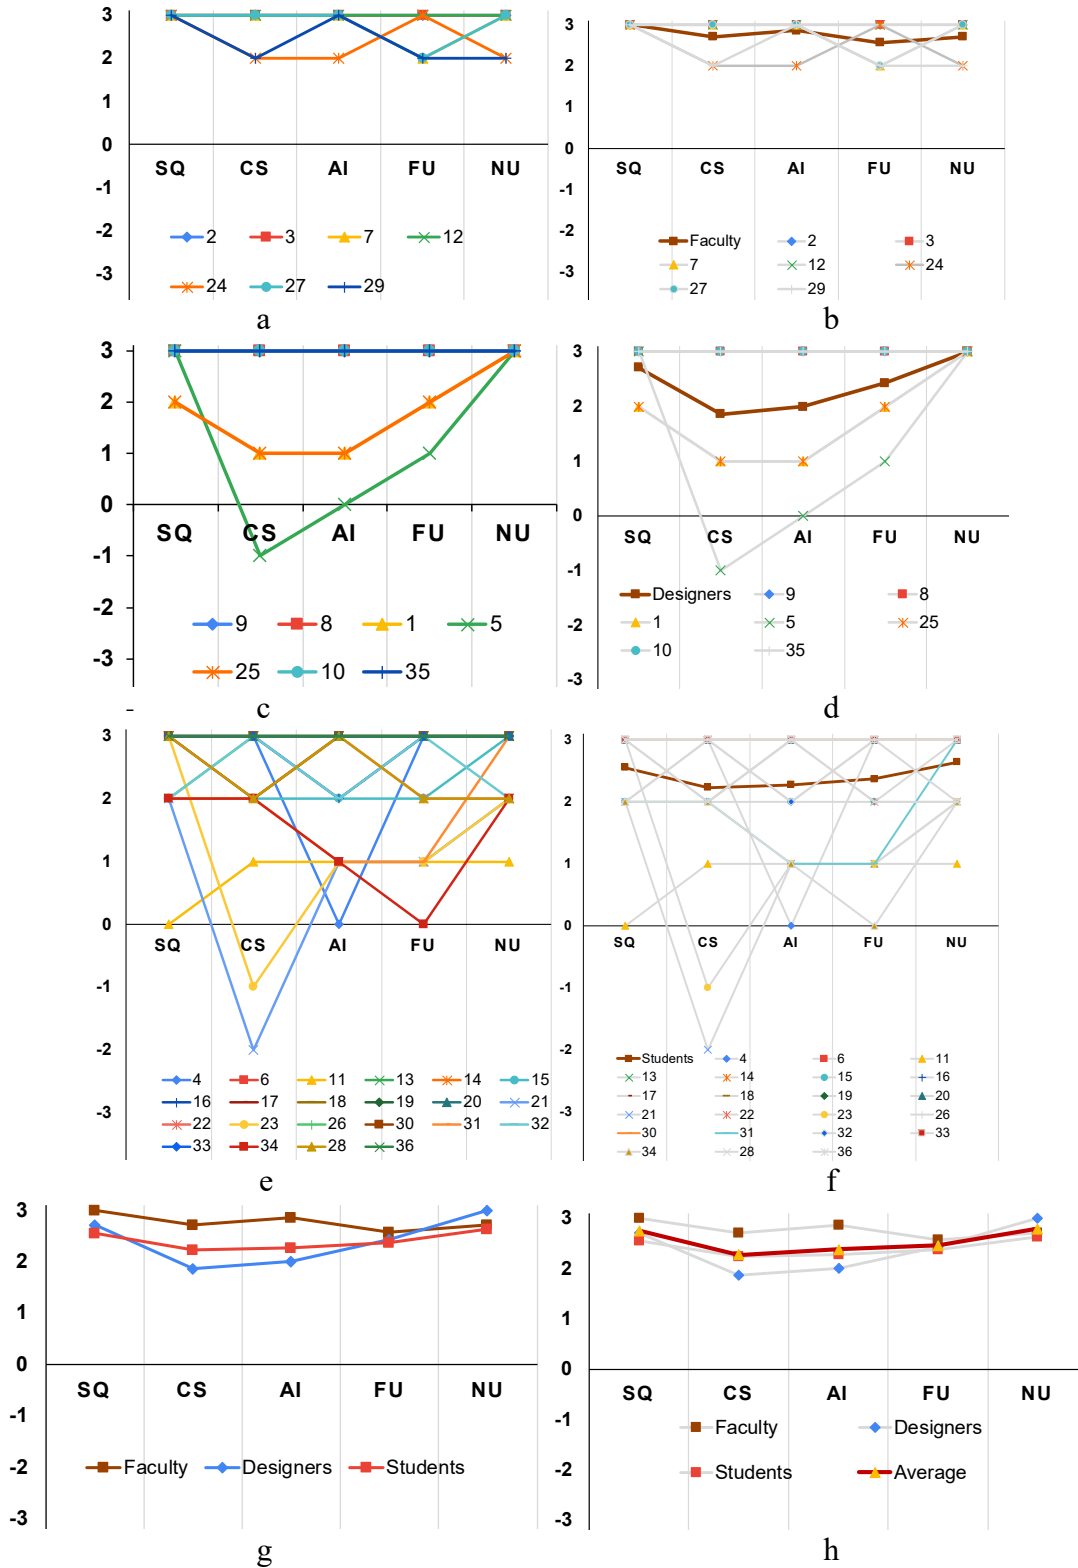 3
2
1
0
-1
-2
-3
SQ CS AI FU NU
2 3 7 12
24 27 29
a
3
2
1
0
-1
-2
-3
SQ CS AI FU NU
Faculty 2 3
7 12 24
27 29
b
3
2
1
0
-1
-2
-3
SQ CS AI FU NU
9 8 1 5
25 10 35
c
3
2
1
0
-1
-2
-3
SQ CS AI FU NU
Designers 9 8
1 5 25
10 35
d
3
2
1
0
-1
-2
-3
SQ CS AI FU NU
4 6 11 13 14 15
16 17 18 19 20 21
22 23 26 30 31 32
33 34 28 36
e
3
2
1
0
-1
-2
-3
SQ CS AI FU NU
Students 4 6 11
13 14 15 16
17 18 19 20
21 22 23 26
30 31 32 33
34 28 36
f
3
2
1
0
-1
-2
-3
SQ CS AI FU NU
Faculty Designers Students
g
3
2
1
0
-1
-2
-3
SQ CS AI FU NU
Faculty Designers
Students Average
h